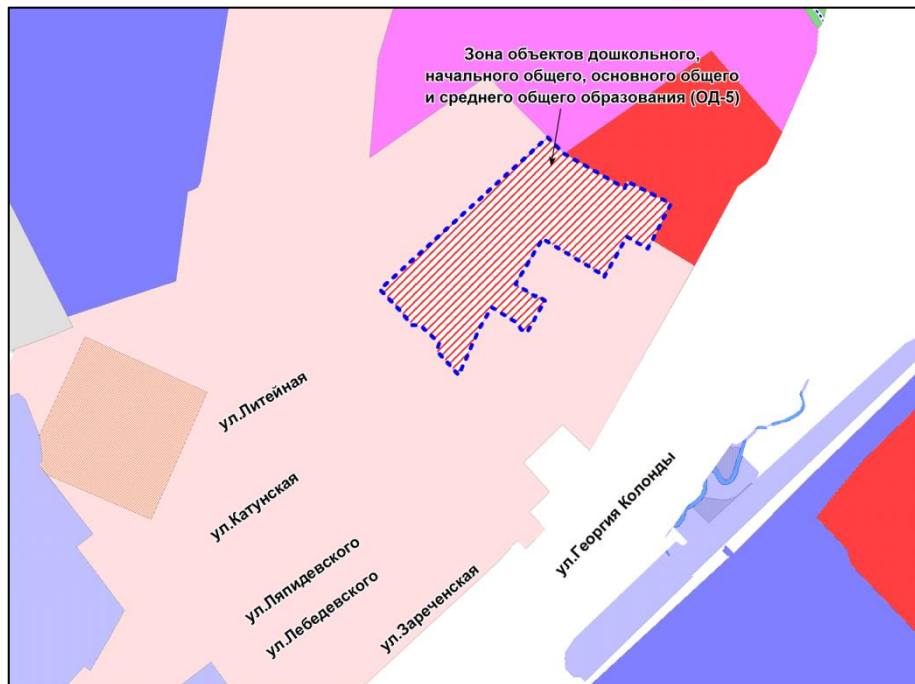 Зона объектов дошкольного,
начального общего, основного общего
и среднего общего образования (ОД-5)
ул.Литейная
ул.Катунская
ул.Ляпидевского
ул.Лебедевского
ул.Зареченская
ул.Георгия Колонды